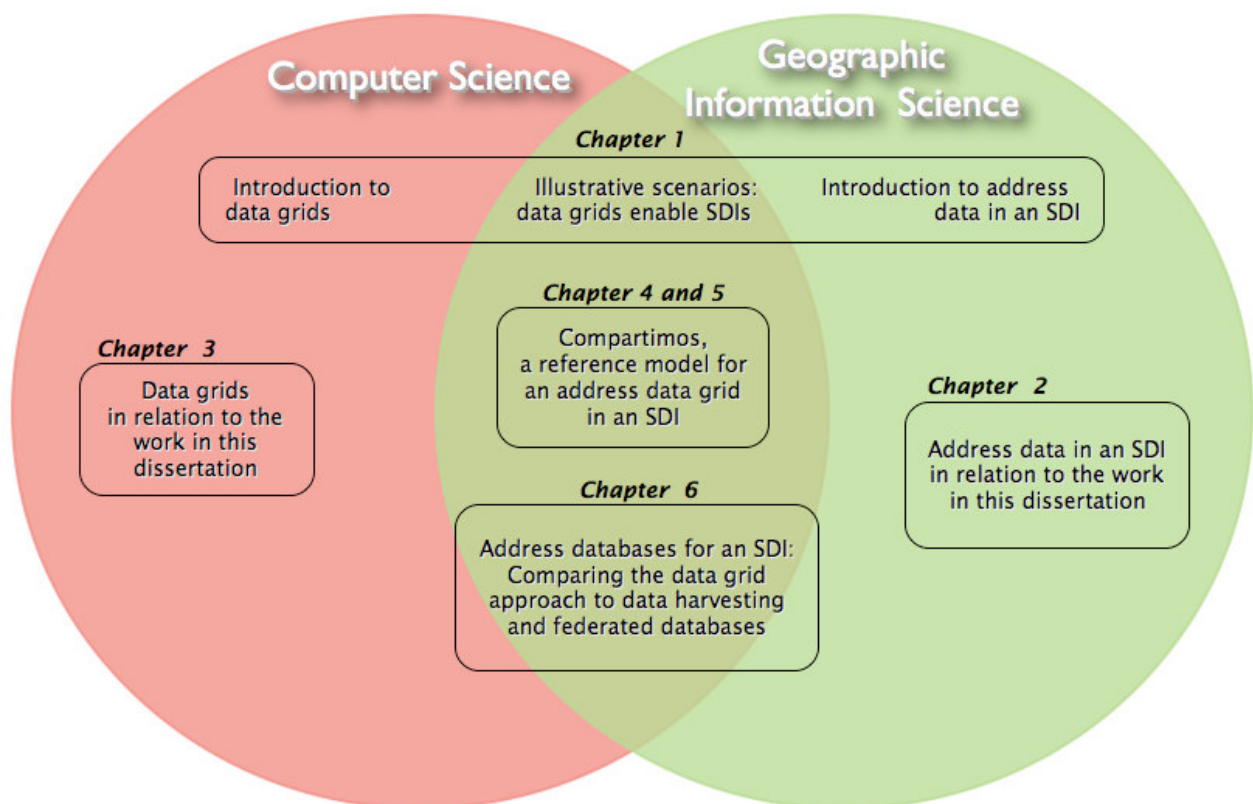 Computer Science
Geographic
Information Science
Chapter 1
Introduction to
data grids
Illustrative scenarios:
data grids enable SDIs
Introduction to address
data in an SDI
Chapter 4 and 5
Compartimos,
a reference model for
an address data grid
in an SDI
Chapter 3
Data grids
in relation to the
work in this
dissertation
Chapter 2
Address data in an SDI
in relation to the work
in this dissertation
Chapter 6
Address databases for an SDI:
Comparing the data grid
approach to data harvesting
and federated databases